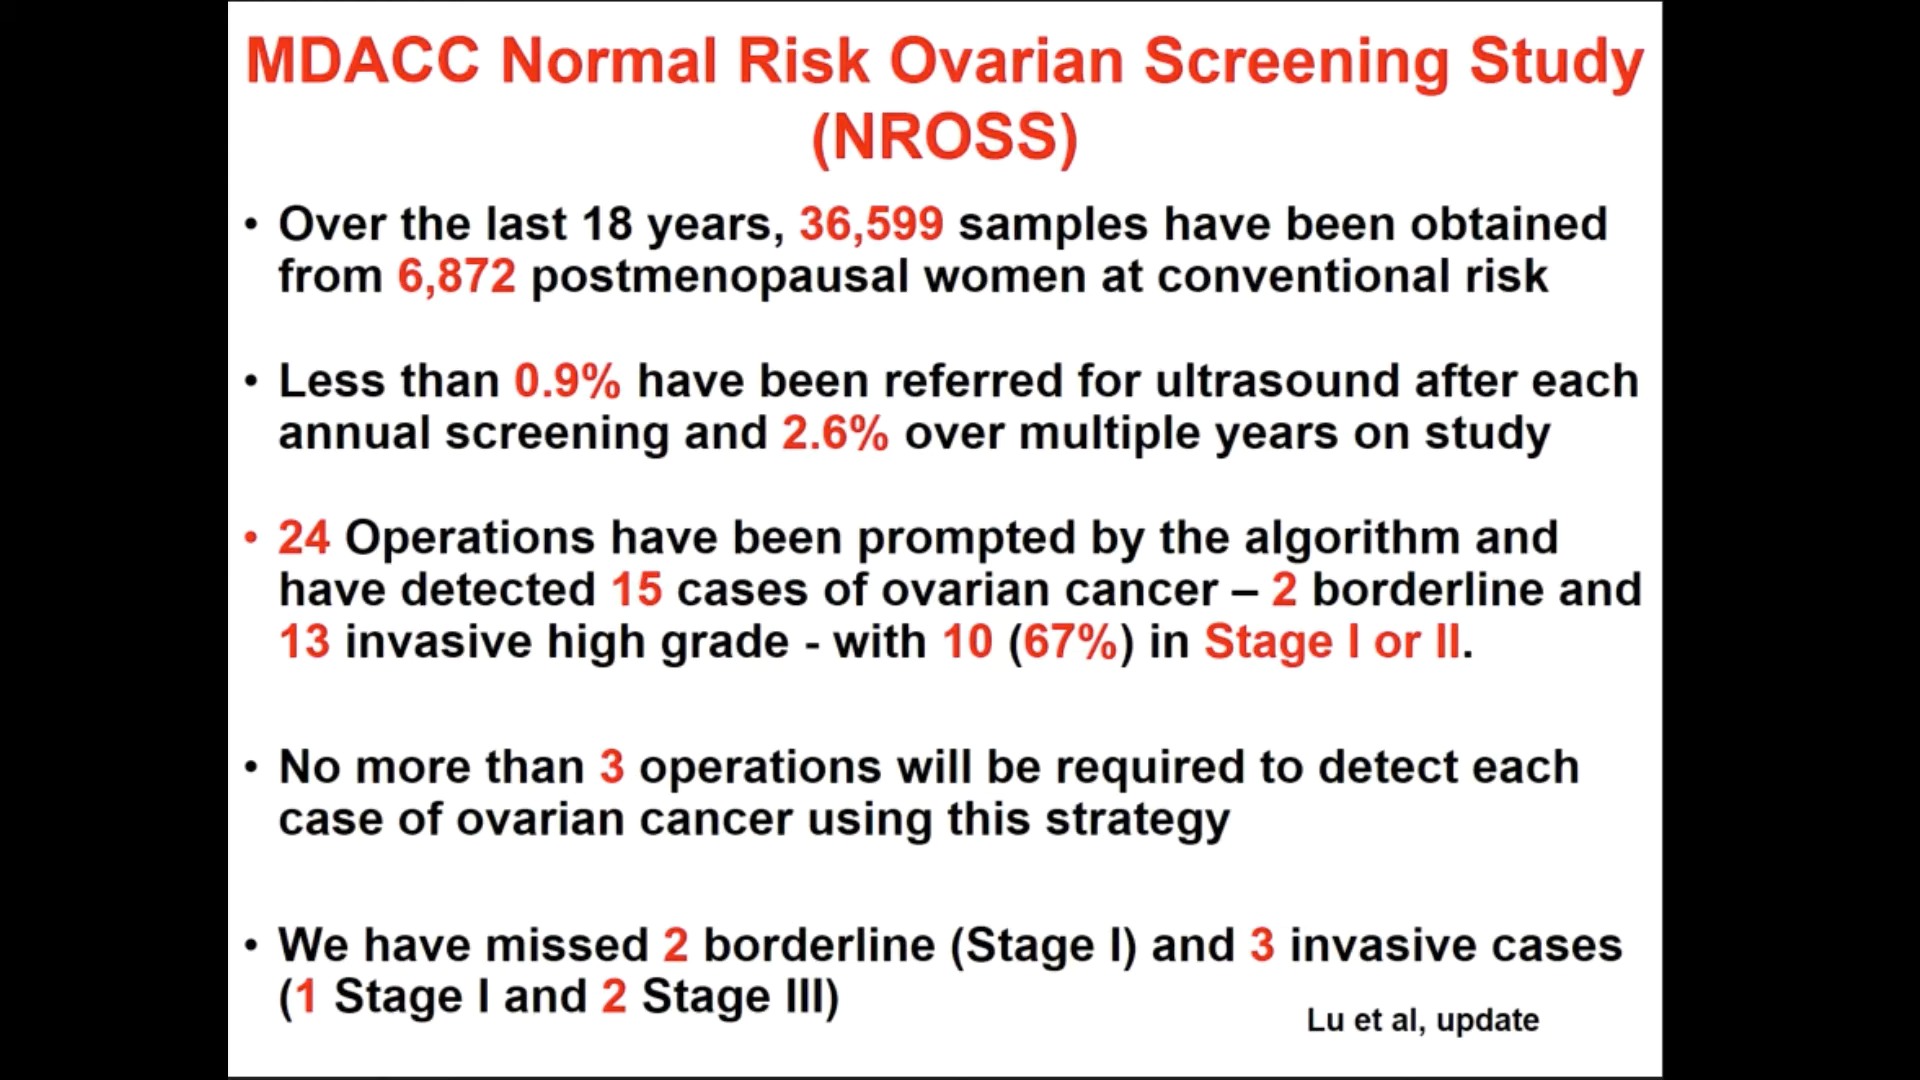 MDACC Normal Risk Ovarian Screening Study
(NROSS)
• Over the last 18 years, 36,599 samples have been obtained
from 6,872 postmenopausal women at conventional risk
• Less than 0.9% have been referred for ultrasound after each
annual screening and 2.6% over multiple years on study
• 24 Operations have been prompted by the algorithm and
have detected 15 cases of ovarian cancer – 2 borderline and
13 invasive high grade - with 10 (67%) in Stage I or II.
• No more than 3 operations will be required to detect each
case of ovarian cancer using this strategy
• We have missed 2 borderline (Stage I) and 3 invasive cases
(1 Stage I and 2 Stage III)
Lu et al, update